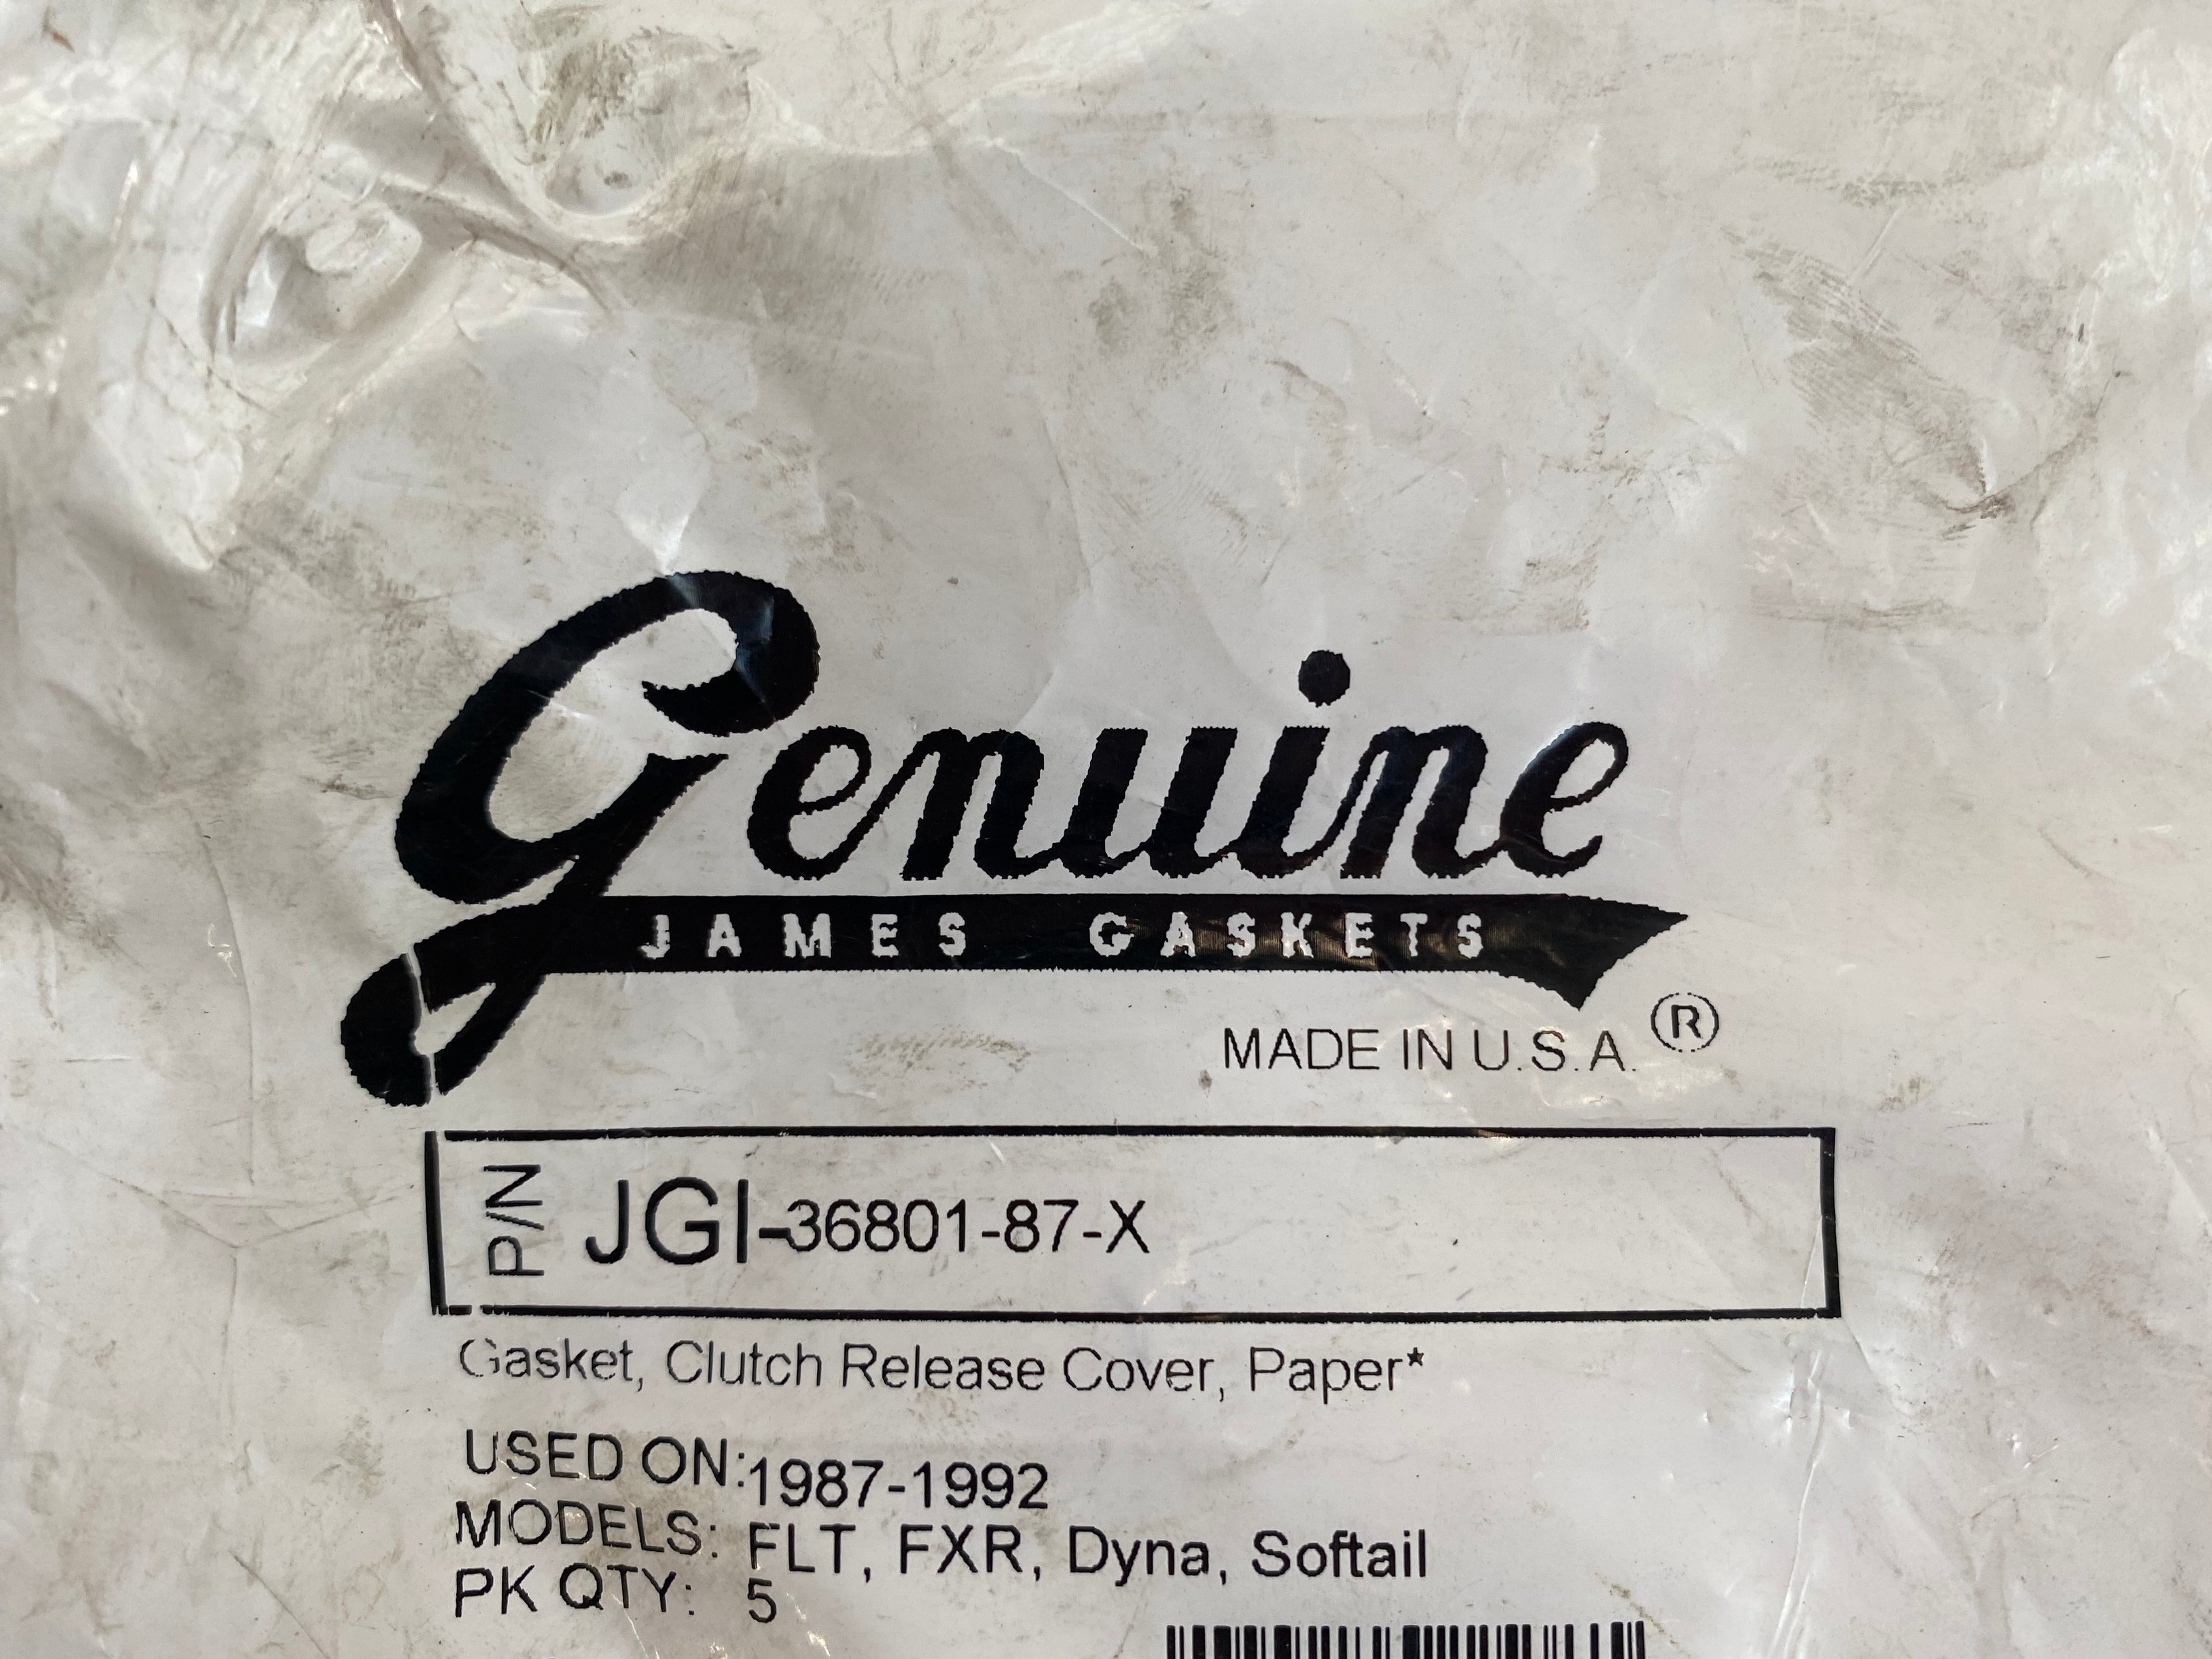 Genuine
JAMES GASKETS
MADE IN U.S.A. ®
P/N JGI-36801-87-X
Gasket, Clutch Release Cover, Paper*
USED ON: 1987-1992
MODELS: FLT, FXR, Dyna, Softail
PK QTY: 5